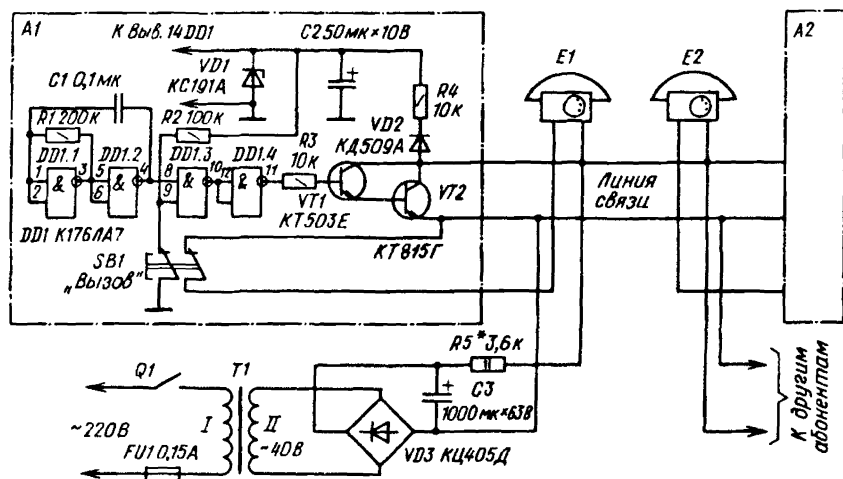 A1
К Выв. 14 DD1
C2 50 мк×10В
A2
C1 0,1мк
VD1
КС191А
R4
10к
E1
E2
R1 200к
R2 100к
R3
10к
VD2
КД509А
DD1.1
DD1.2
DD1.3
DD1.4
1
2
&
3
5
6
&
4
8
9
&
10
12
&
11
VT1
КТ503Е
VT2
КТ815Г
Линия
связи
DD1 К176ЛА7
SB1
„Вызов"
R5* 3,6к
C3
1000мк×63В
Q1
T1
I
II
~220В
~40В
FU1 0,15А
VD3 КЦ405Д
К другим
абонентам